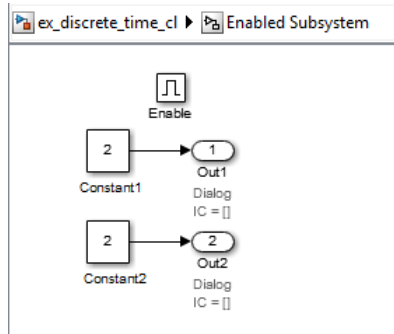 ex_discrete_time_cl Enabled Subsystem
Enable
2
1
Constant1
Out1
Dialog
IC = []
2
2
Constant2
Out2
Dialog
IC = []